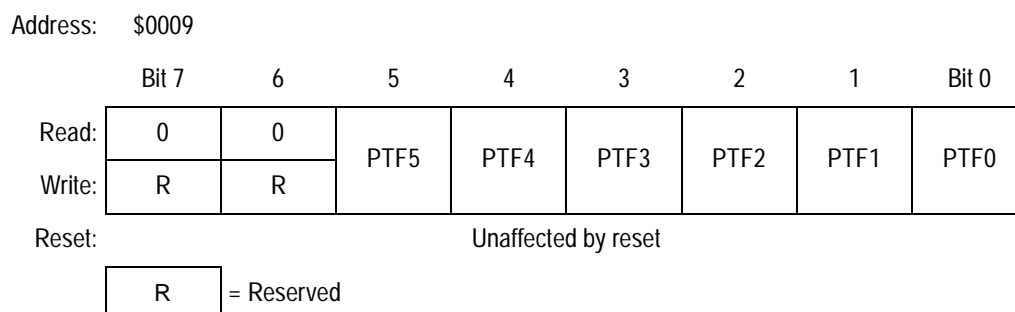 Address: $0009
Bit 7 6 5 4 3 2 1 Bit 0
Read: 0 0 PTF5 PTF4 PTF3 PTF2 PTF1 PTF0
Write: R R
Reset: Unaffected by reset
R = Reserved